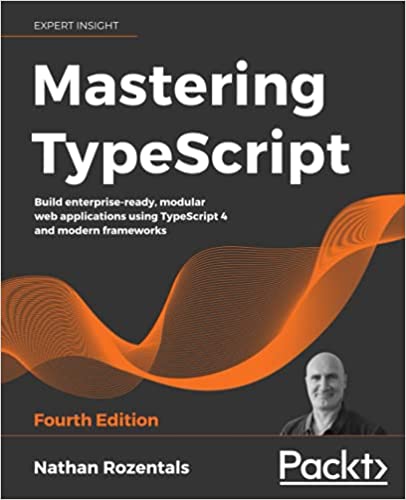 EXPERT INSIGHT
Mastering
TypeScript
Build enterprise-ready, modular
web applications using TypeScript 4
and modern frameworks
Fourth Edition
Nathan Rozentals
Packt>